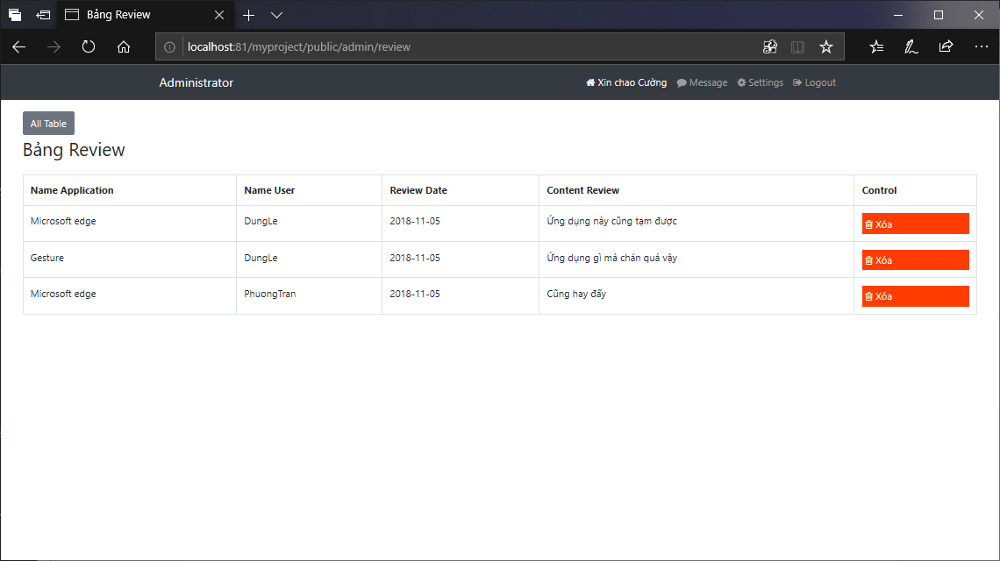 Bảng Review
localhost:81/myproject/public/admin/review
Administrator Xin chao Cường Message Settings Logout
All Table
Bảng Review
Name Application Name User Review Date Content Review Control
Microsoft edge DungLe 2018-11-05 Ứng dụng này cũng tạm được Xóa
Gesture DungLe 2018-11-05 Ứng dụng gì mà chán quá vậy Xóa
Microsoft edge PhuongTran 2018-11-05 Cũng hay đấy Xóa